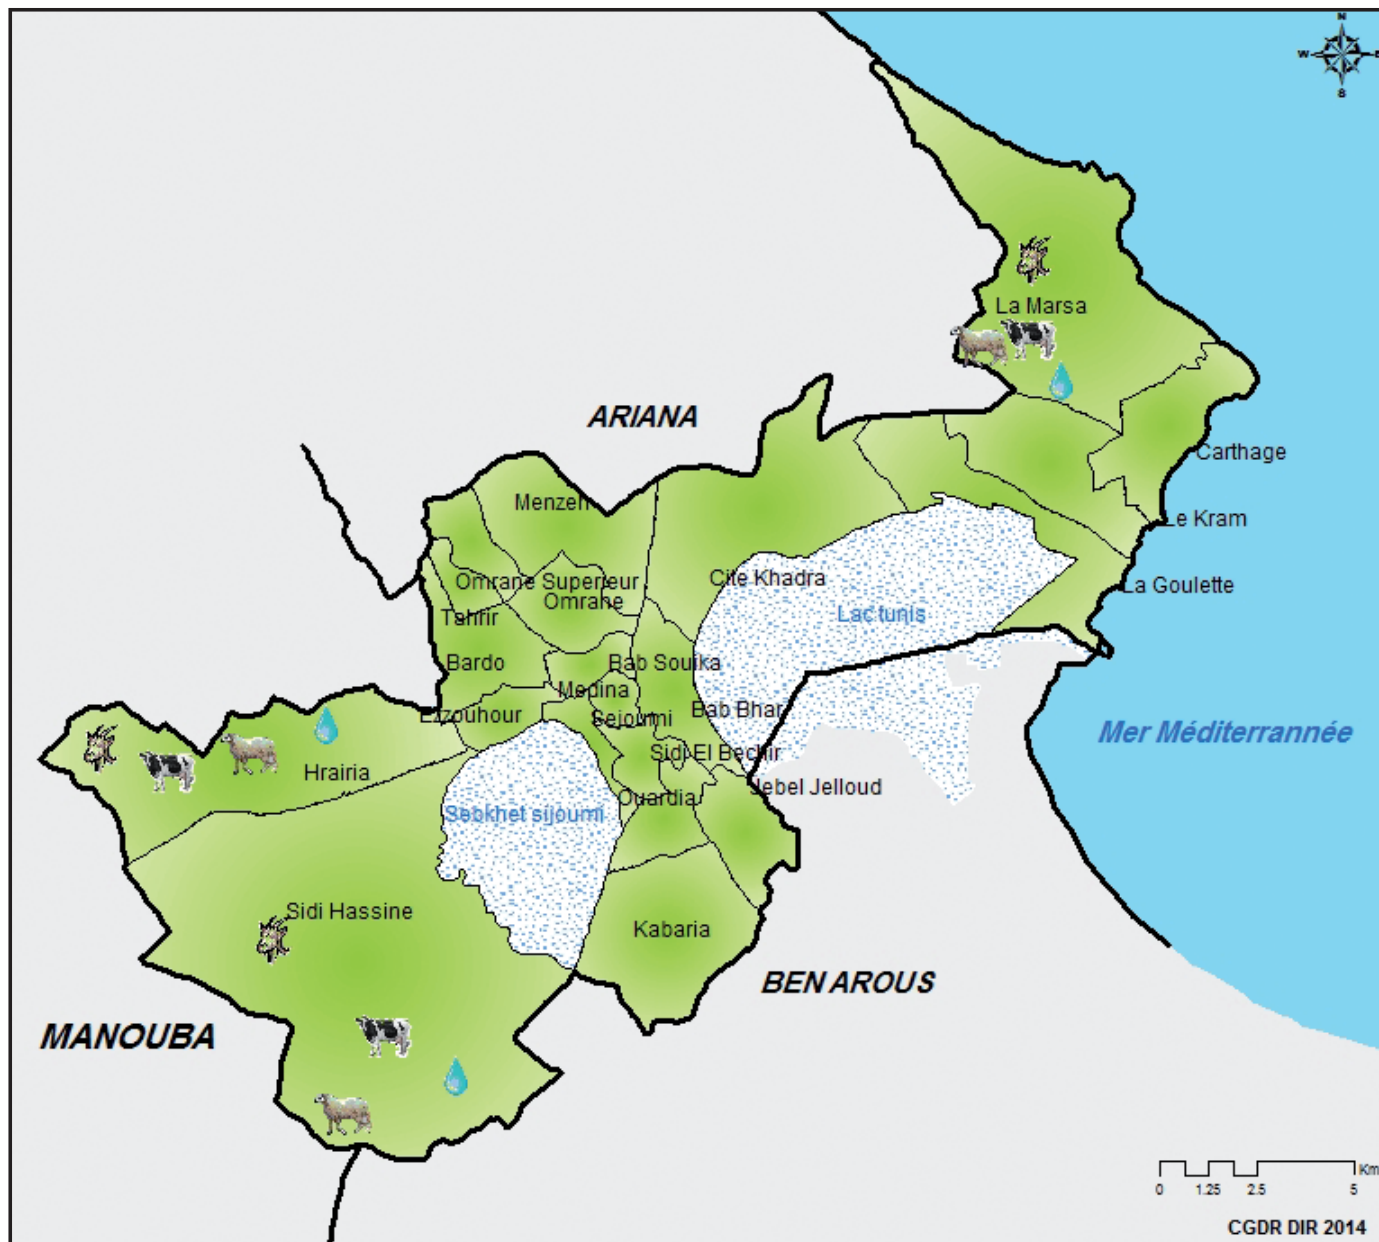 N
W
E
S
La Marsa
ARIANA
Carthage
Menzeh
Le Kram
Cite Khadra
Omrane Superieur
La Goulette
Omrane
Lac tunis
Tahrir
Bardo
Bab Souika
Medina
Bab Bhar
Ezzouhour
Sejoumi
Mer Méditerrannée
Sidi El Bechir
Hrairia
Jebel Jelloud
Ouardia
Sebkhet sijoumi
Sidi Hassine
Kabaria
BEN AROUS
MANOUBA
Km
0 1.25 2.5 5
CGDR DIR 2014